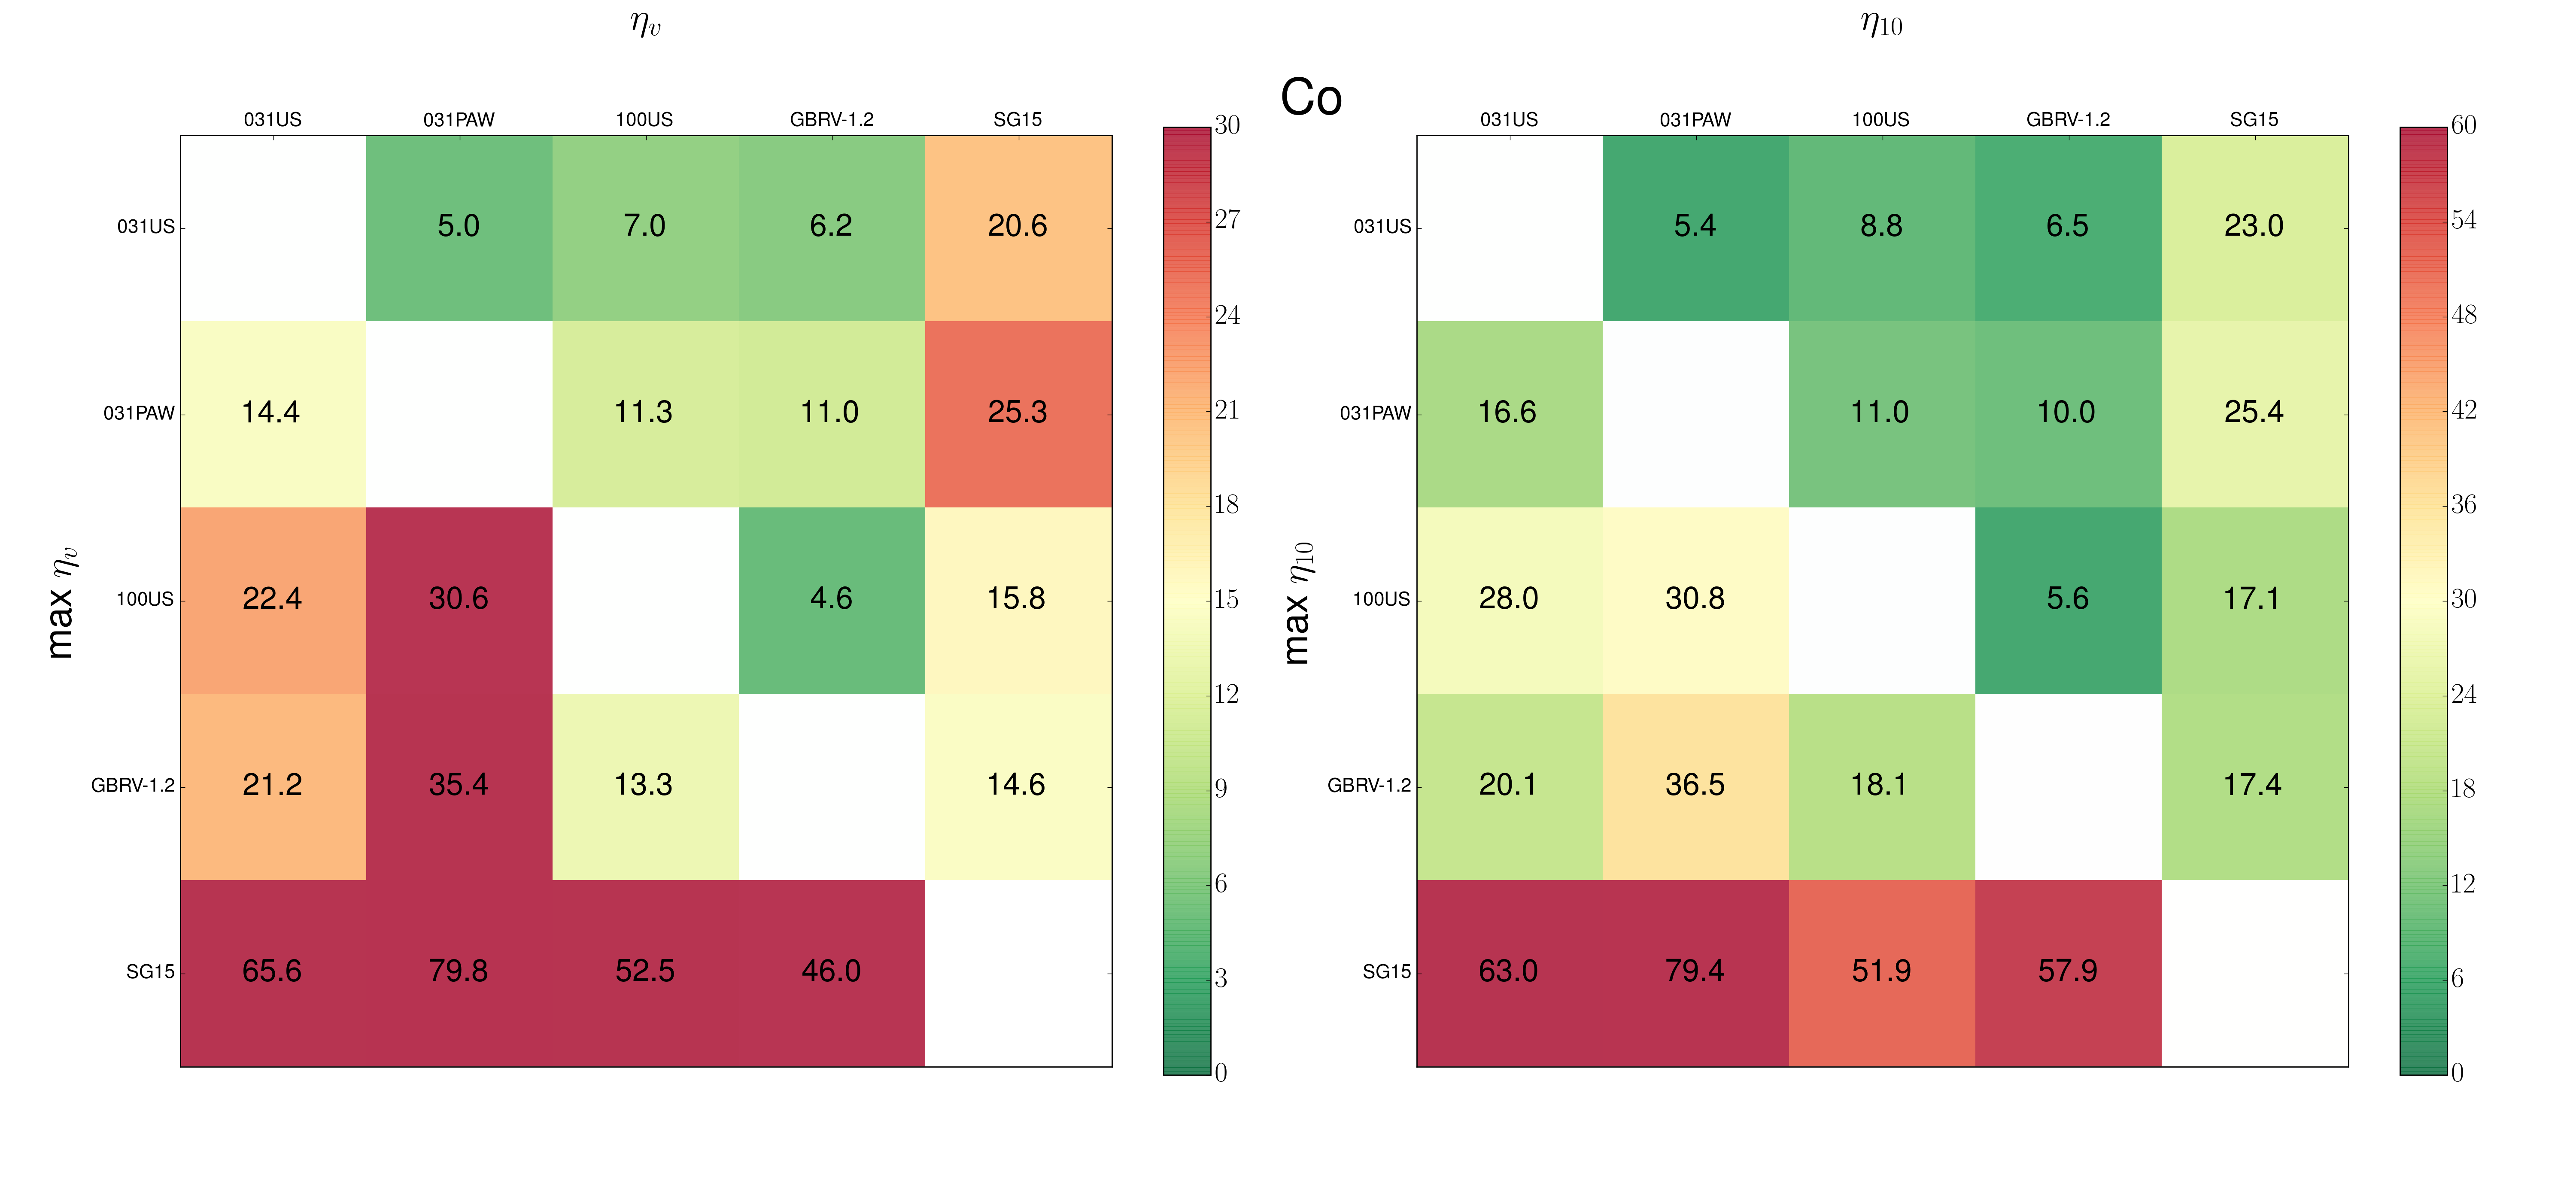 η_v
η_10
Co
031US 031PAW 100US GBRV-1.2 SG15
031US 5.0 7.0 6.2 20.6
031PAW 14.4 11.3 11.0 25.3
100US 22.4 30.6 4.6 15.8
GBRV-1.2 21.2 35.4 13.3 14.6
SG15 65.6 79.8 52.5 46.0
max η_v
30
27
24
21
18
15
12
9
6
3
0
031US 031PAW 100US GBRV-1.2 SG15
031US 5.4 8.8 6.5 23.0
031PAW 16.6 11.0 10.0 25.4
100US 28.0 30.8 5.6 17.1
GBRV-1.2 20.1 36.5 18.1 17.4
SG15 63.0 79.4 51.9 57.9
max η_10
60
54
48
42
36
30
24
18
12
6
0